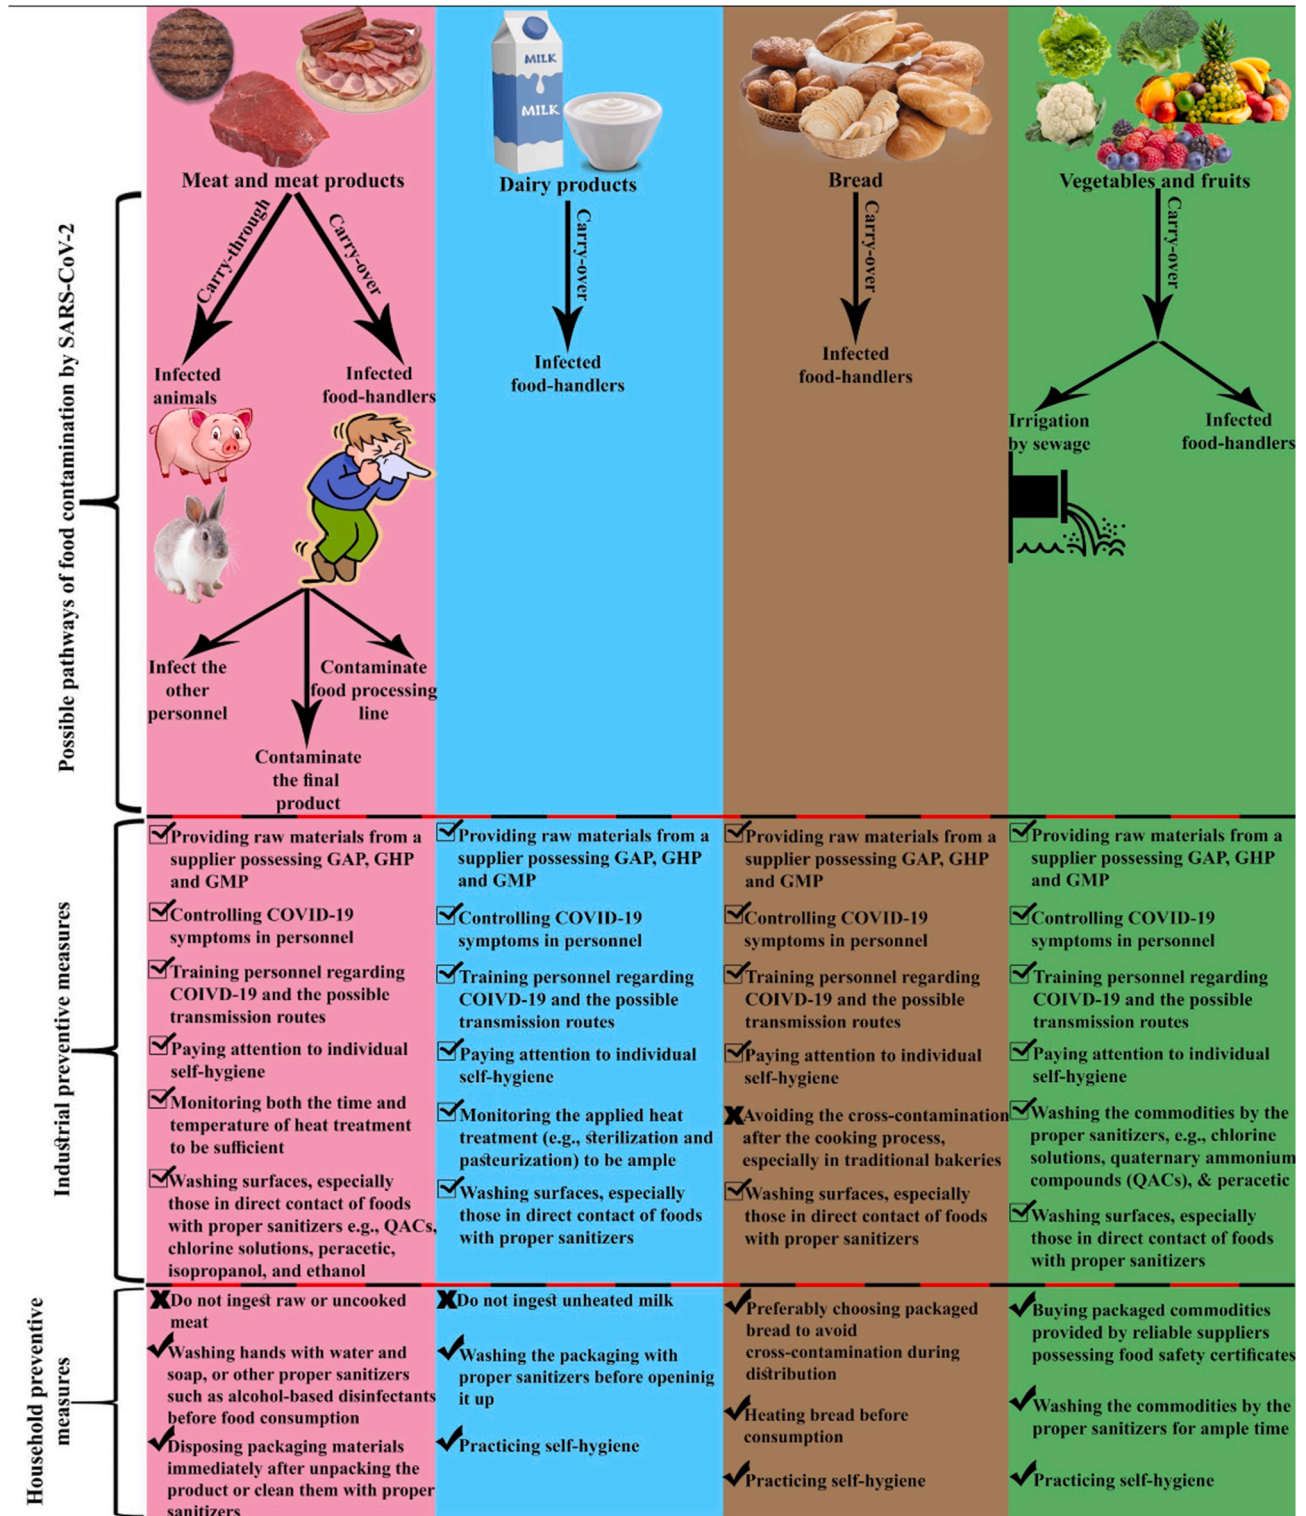 MILK
MILK
Meat and meat products
Dairy products
Bread
Vegetables and fruits
Possible pathways of food contamination by SARS-CoV-2
Carry-through
Carry-over
Carry-over
Carry-over
Carry-over
Infected
animals
Infected
food-handlers
Infected
food-handlers
Infected
food-handlers
Irrigation
by sewage
Infected
food-handlers
Infect the
other
personnel
Contaminate
food processing
line
Contaminate
the final
product
Industrial preventive measures
Providing raw materials from a
supplier possessing GAP, GHP
and GMP
Controlling COVID-19
symptoms in personnel
Training personnel regarding
COIVD-19 and the possible
transmission routes
Paying attention to individual
self-hygiene
Monitoring both the time and
temperature of heat treatment
to be sufficient
Washing surfaces, especially
those in direct contact of foods
with proper sanitizers e.g., QACs,
chlorine solutions, peracetic,
isopropanol, and ethanol
Providing raw materials from a
supplier possessing GAP, GHP
and GMP
Controlling COVID-19
symptoms in personnel
Training personnel regarding
COIVD-19 and the possible
transmission routes
Paying attention to individual
self-hygiene
Monitoring the applied heat
treatment (e.g., sterilization and
pasteurization) to be ample
Washing surfaces, especially
those in direct contact of foods
with proper sanitizers
Providing raw materials from a
supplier possessing GAP, GHP
and GMP
Controlling COVID-19
symptoms in personnel
Training personnel regarding
COIVD-19 and the possible
transmission routes
Paying attention to individual
self-hygiene
Avoiding the cross-contamination
after the cooking process,
especially in traditional bakeries
Washing surfaces, especially
those in direct contact of foods
with proper sanitizers
Providing raw materials from a
supplier possessing GAP, GHP
and GMP
Controlling COVID-19
symptoms in personnel
Training personnel regarding
COIVD-19 and the possible
transmission routes
Paying attention to individual
self-hygiene
Washing the commodities by the
proper sanitizers, e.g., chlorine
solutions, quaternary ammonium
compounds (QACs), & peracetic
Washing surfaces, especially
those in direct contact of foods
with proper sanitizers
Household preventive
measures
Do not ingest raw or uncooked
meat
Washing hands with water and
soap, or other proper sanitizers
such as alcohol-based disinfectants
before food consumption
Disposing packaging materials
immediately after unpacking the
product or clean them with proper
sanitizers
Do not ingest unheated milk
Washing the packaging with
proper sanitizers before openinig
it up
Practicing self-hygiene
Preferably choosing packaged
bread to avoid
cross-contamination during
distribution
Heating bread before
consumption
Practicing self-hygiene
Buying packaged commodities
provided by reliable suppliers
possessing food safety certificates
Washing the commodities by the
proper sanitizers for ample time
Practicing self-hygiene